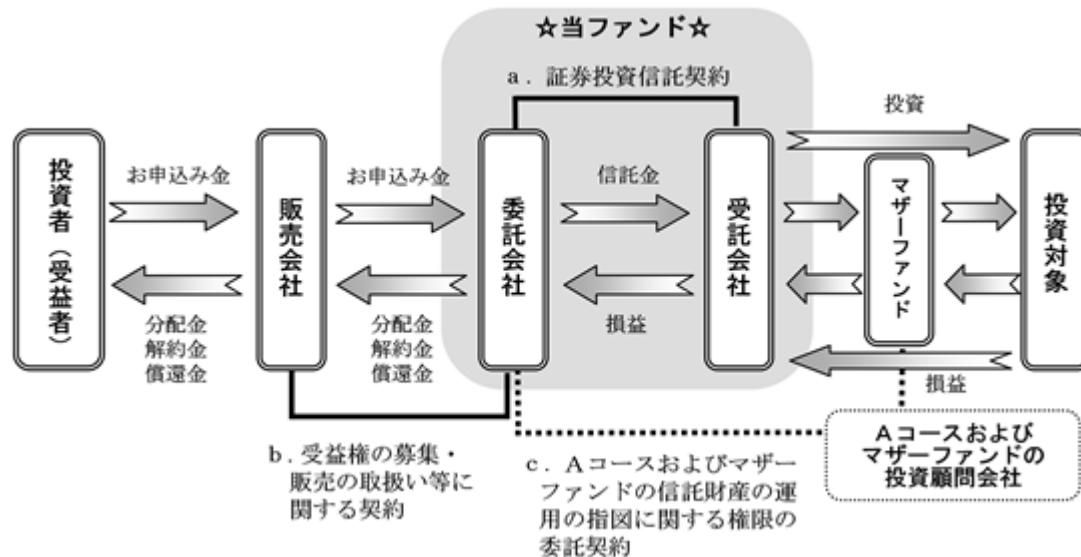 ☆当ファンド☆
a．証券投資信託契約
投資者（受益者）
お申込み金
分配金
解約金
償還金
販売会社
お申込み金
分配金
解約金
償還金
委託会社
信託金
損益
受託会社
投資
マザーファンド
損益
投資対象
b．受益権の募集・
販売の取扱い等に
関する契約
c．Aコースおよびマザー
ファンドの信託財産の運
用の指図に関する権限の
委託契約
Aコースおよび
マザーファンドの
投資顧問会社